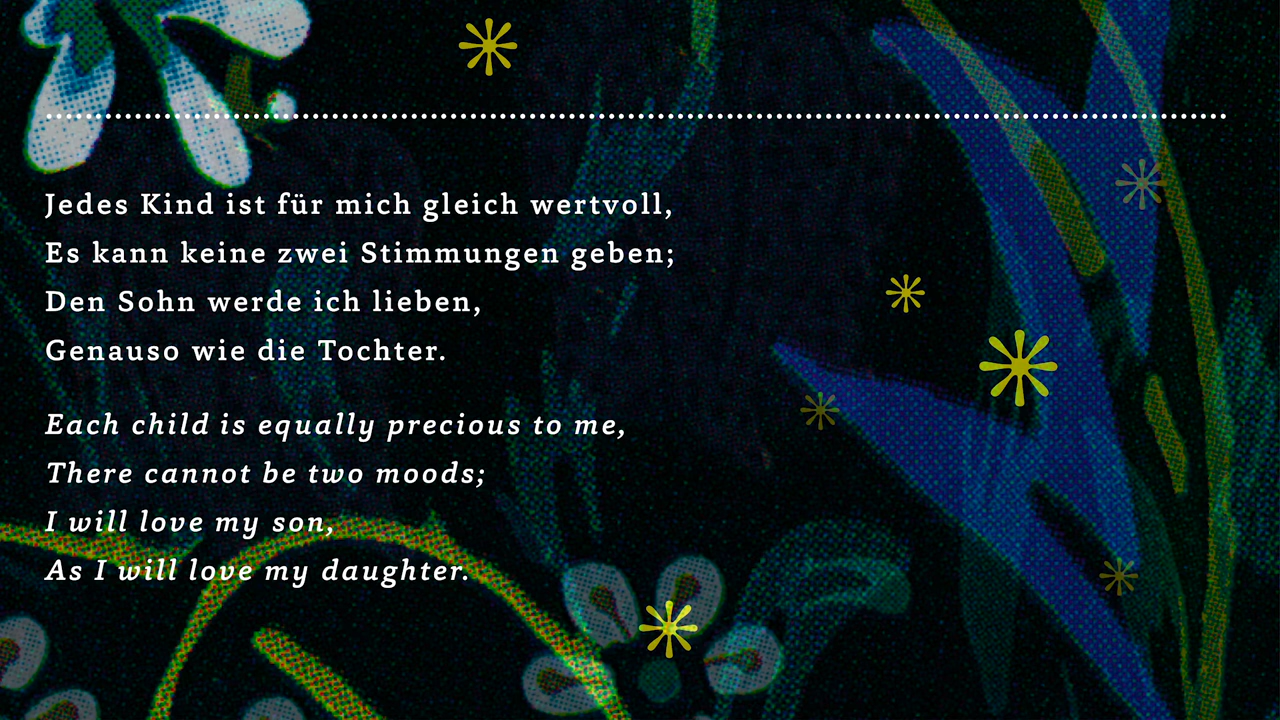 Jedes Kind ist für mich gleich wertvoll,
Es kann keine zwei Stimmungen geben;
Den Sohn werde ich lieben,
Genauso wie die Tochter.
Each child is equally precious to me,
There cannot be two moods;
I will love my son,
As I will love my daughter.